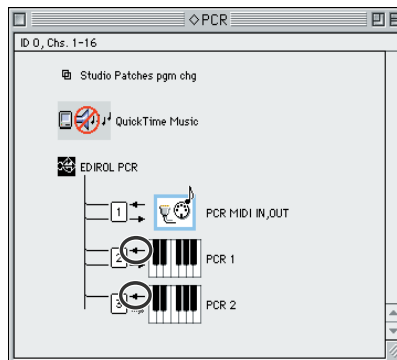 ◇PCR
ID 0, Chs. 1-16
Studio Patches pgm chg
QuickTime Music
EDIROL PCR
1
PCR MIDI IN,OUT
2
PCR 1
3
PCR 2